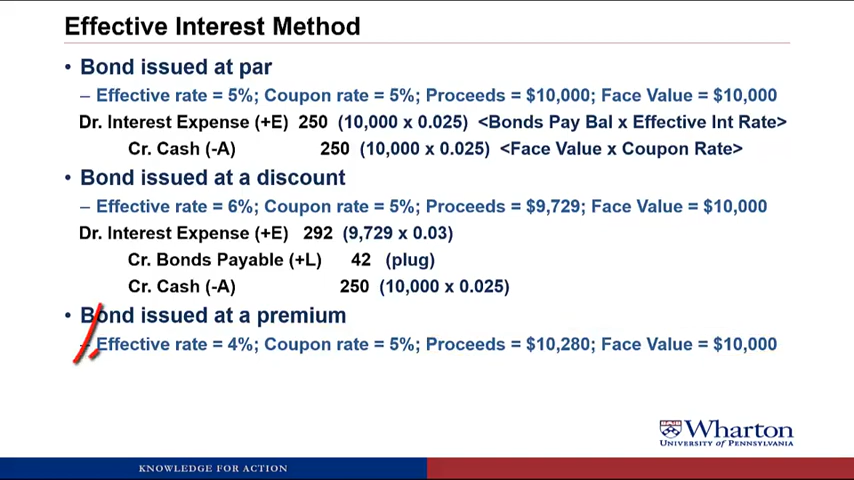 Effective Interest Method
• Bond issued at par
– Effective rate = 5%; Coupon rate = 5%; Proceeds = $10,000; Face Value = $10,000
Dr. Interest Expense (+E) 250 (10,000 x 0.025) <Bonds Pay Bal x Effective Int Rate>
Cr. Cash (-A) 250 (10,000 x 0.025) <Face Value x Coupon Rate>
• Bond issued at a discount
– Effective rate = 6%; Coupon rate = 5%; Proceeds = $9,729; Face Value = $10,000
Dr. Interest Expense (+E) 292 (9,729 x 0.03)
Cr. Bonds Payable (+L) 42 (plug)
Cr. Cash (-A) 250 (10,000 x 0.025)
• Bond issued at a premium
– Effective rate = 4%; Coupon rate = 5%; Proceeds = $10,280; Face Value = $10,000
Wharton
UNIVERSITY of PENNSYLVANIA
KNOWLEDGE FOR ACTION